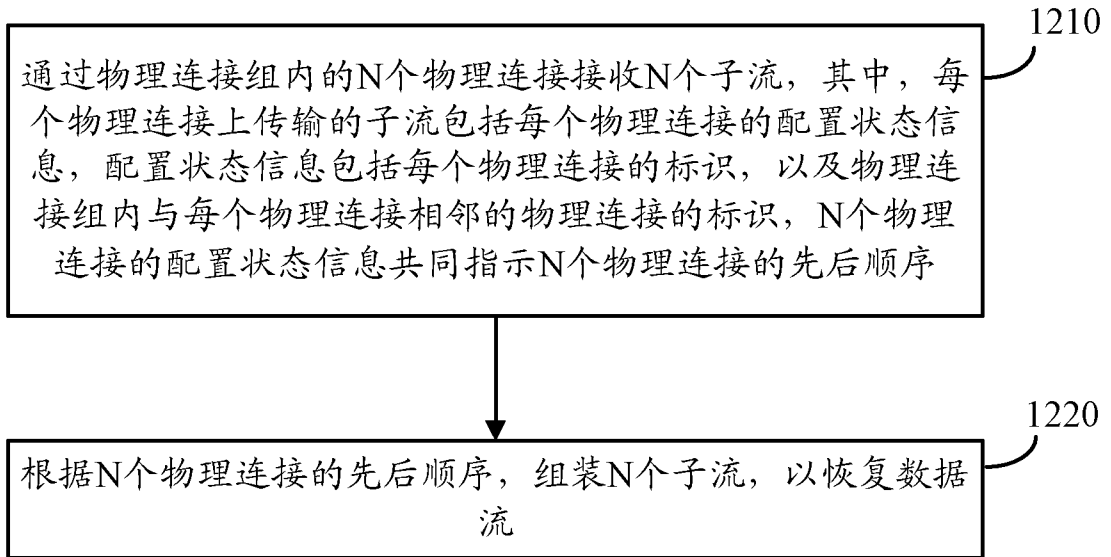 1210
通过物理连接组内的N个物理连接接收N个子流，其中，每
个物理连接上传输的子流包括每个物理连接的配置状态信
息，配置状态信息包括每个物理连接的标识，以及物理连
接组内与每个物理连接相邻的物理连接的标识，N个物理
连接的配置状态信息共同指示N个物理连接的先后顺序
1220
根据N个物理连接的先后顺序，组装N个子流，以恢复数据
流